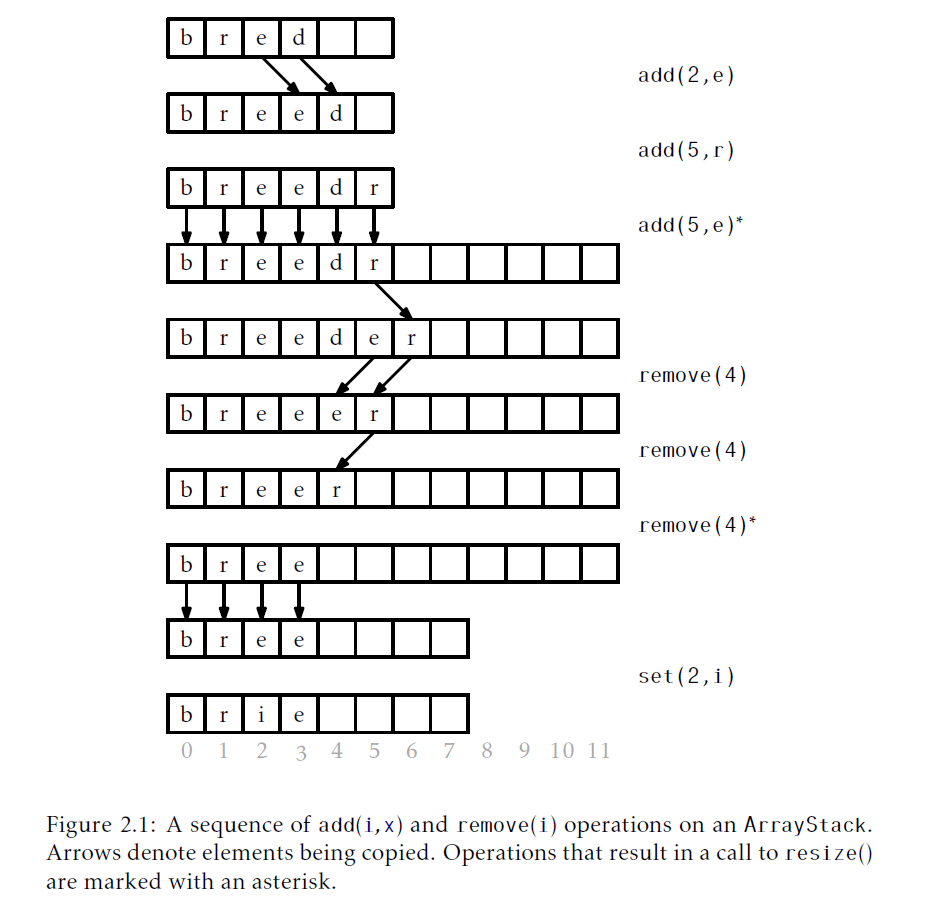 b r e d
add(2,e)
b r e e d
add(5,r)
b r e e d r
add(5,e)*
b r e e d r
b r e e d e r
remove(4)
b r e e e r
remove(4)
b r e e r
remove(4)*
b r e e
b r e e
set(2,i)
b r i e
0 1 2 3 4 5 6 7 8 9 10 11
Figure 2.1: A sequence of add(i,x) and remove(i) operations on an ArrayStack.
Arrows denote elements being copied. Operations that result in a call to resize()
are marked with an asterisk.